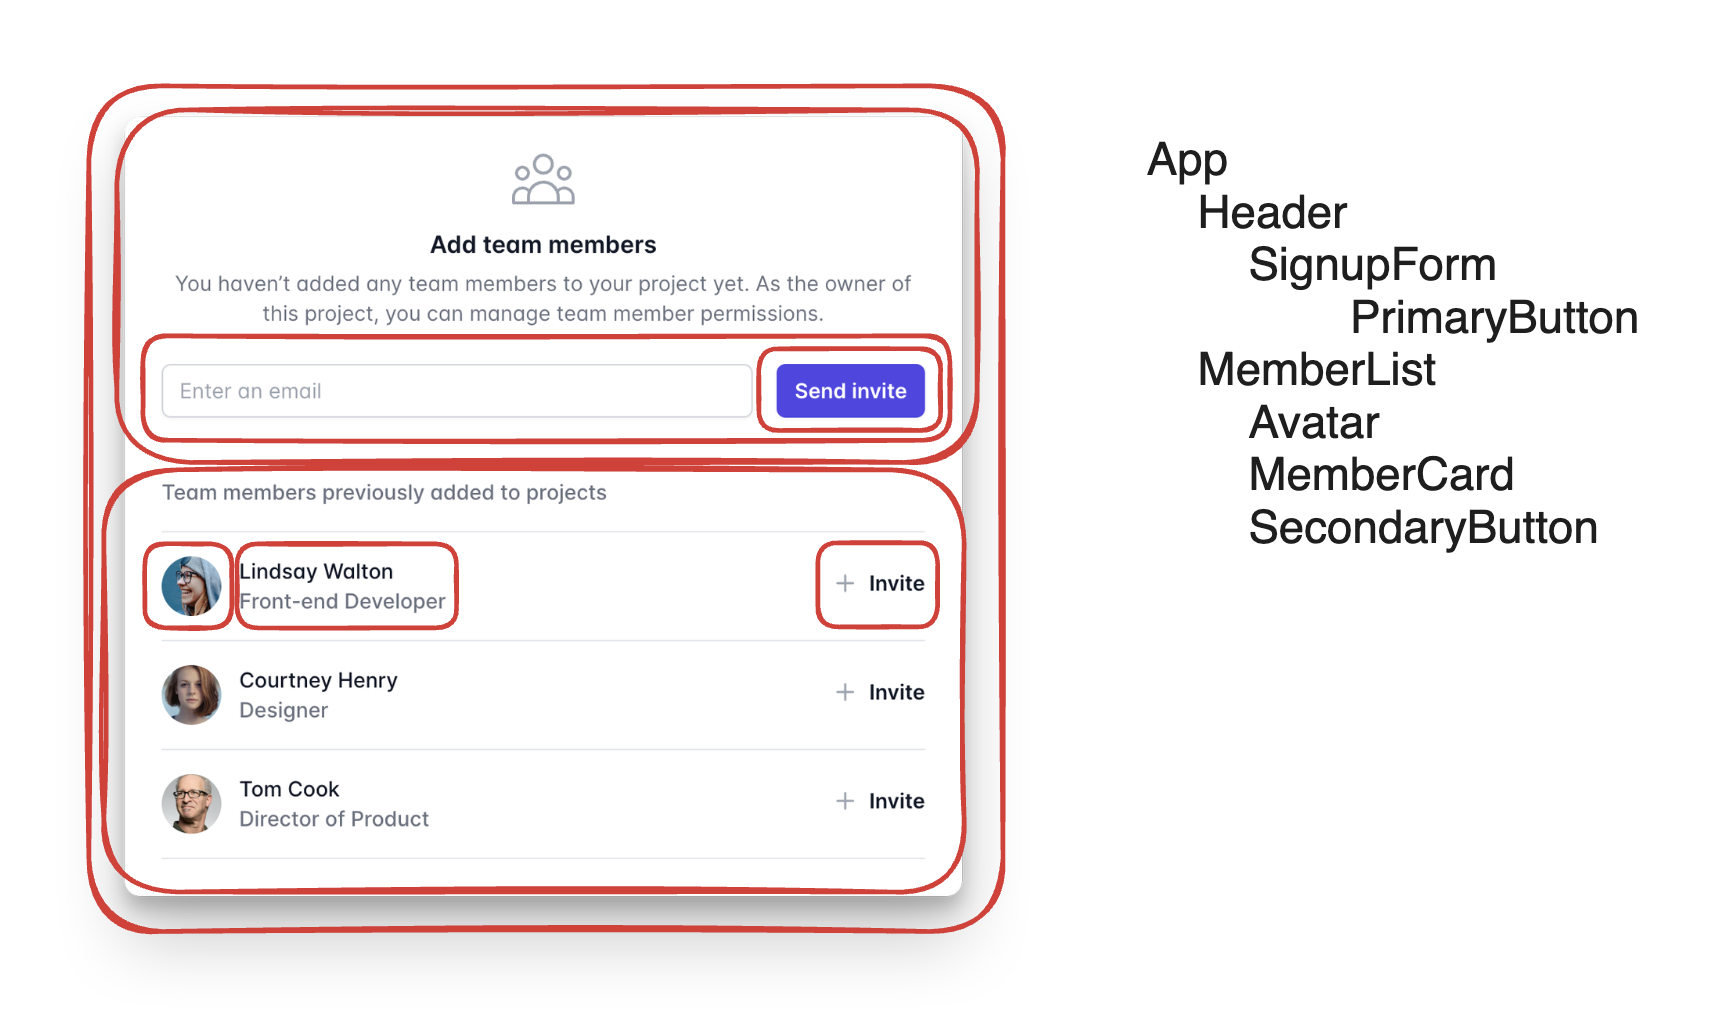 Add team members
You haven’t added any team members to your project yet. As the owner of
this project, you can manage team member permissions.
Enter an email
Send invite
Team members previously added to projects
Lindsay Walton
Front-end Developer
+ Invite
Courtney Henry
Designer
+ Invite
Tom Cook
Director of Product
+ Invite
App
Header
SignupForm
PrimaryButton
MemberList
Avatar
MemberCard
SecondaryButton